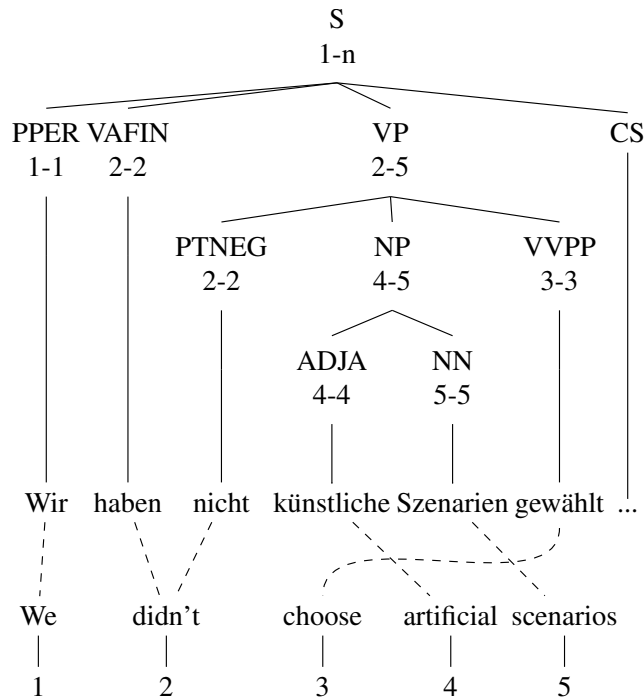 S
1-n
PPER VAFIN VP CS
1-1 2-2 2-5
PTNEG NP VVPP
2-2 4-5 3-3
ADJA NN
4-4 5-5
Wir haben nicht künstliche Szenarien gewählt ...
We didn't choose artificial scenarios
1 2 3 4 5